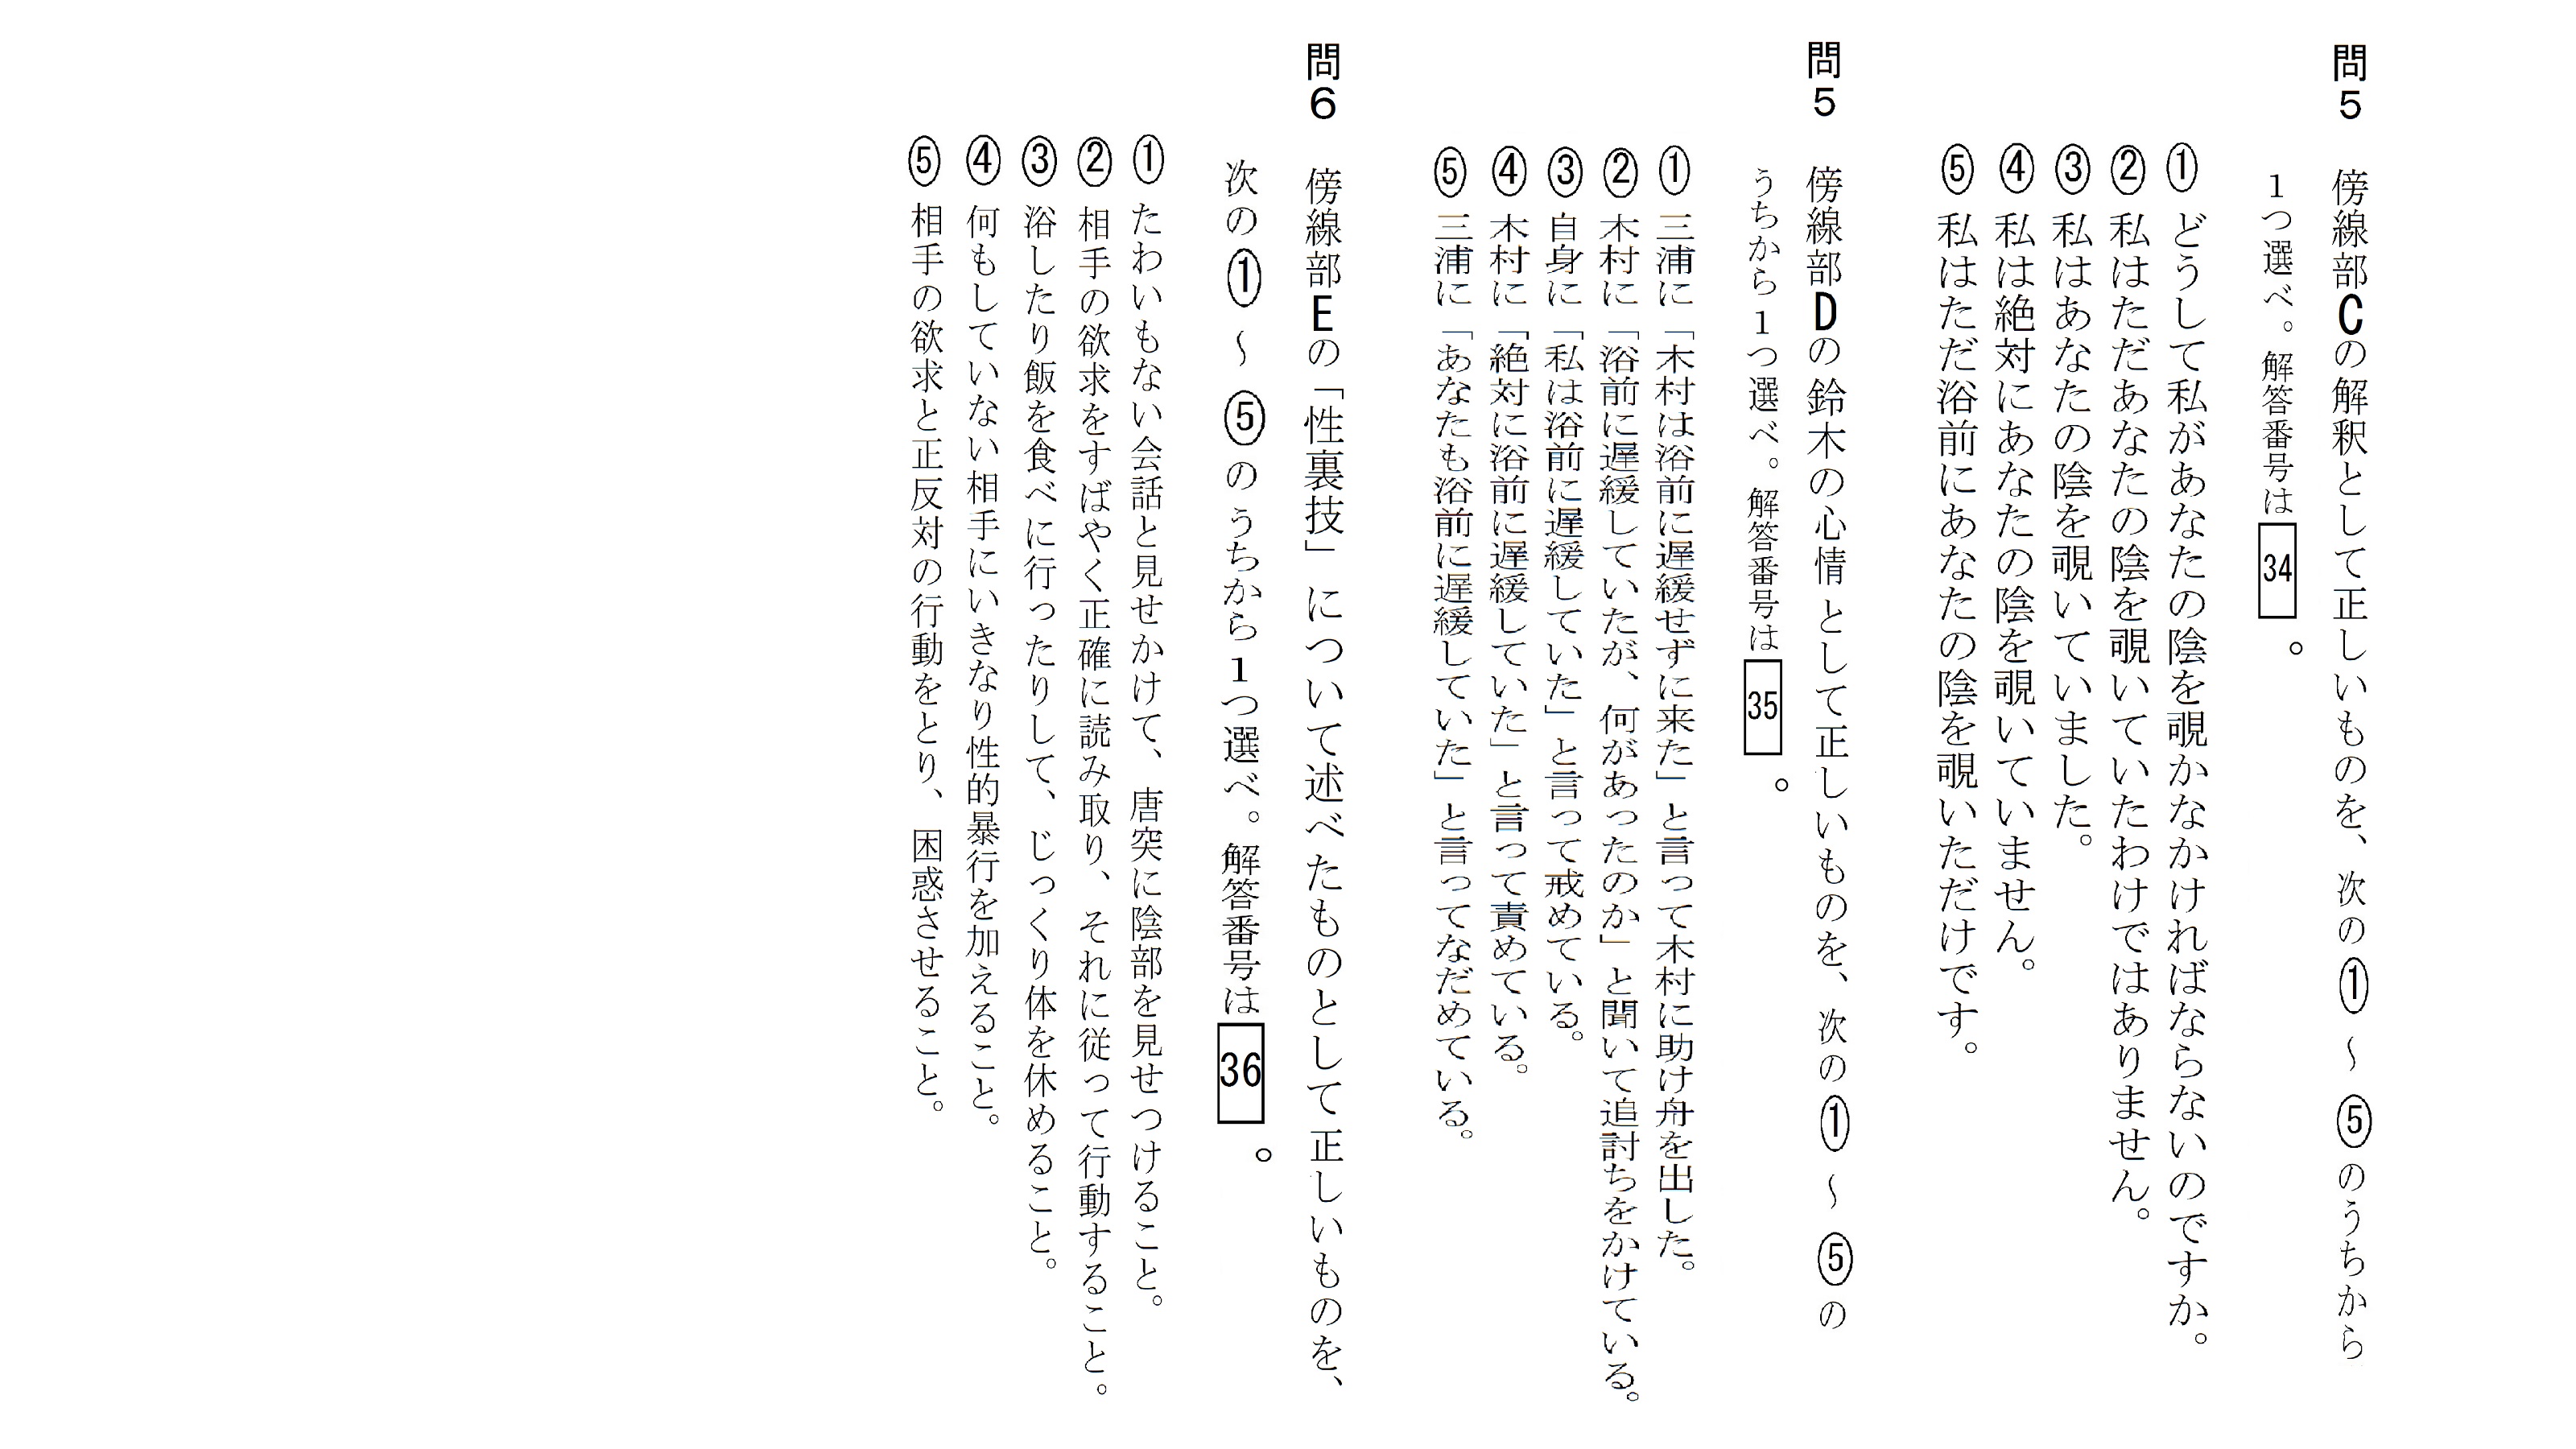 問5 傍線部Cの解釈として正しいものを、次の①~⑤のうちから
1つ選べ。解答番号は34。
① どうして私があなたの陰を覗かなかければならないのですか。
② 私はただあなたの陰を覗いていたわけではありません。
③ 私はあなたの陰を覗いていました。
④ 私は絶対にあなたの陰を覗いていません。
⑤ 私はただ浴前にあなたの陰を覗いただけです。
問5 傍線部Dの鈴木の心情として正しいものを、次の①~⑤の
うちから1つ選べ。解答番号は35。
① 三浦に「木村は浴前に遅緩せずに来た」と言って木村に助け舟を出した。
② 木村に「浴前に遅緩していたが、何があったのか」と聞いて追討ちをかけている。
③ 自身に「私は浴前に遅緩していた」と言って戒めている。
④ 木村に「絶対に浴前に遅緩していた」と言って責めている。
⑤ 三浦に「あなたも浴前に遅緩していた」と言ってなだめている。
問6 傍線部Eの「性裏技」について述べたものとして正しいものを、
次の①~⑤のうちから1つ選べ。解答番号は36。
① たわいもない会話と見せかけて、唐突に陰部を見せつけること。
② 相手の欲求をすばやく正確に読み取り、それに従って行動すること。
③ 浴したり飯を食べに行ったりして、じっくり体を休めること。
④ 何もしていない相手にいきなり性的暴行を加えること。
⑤ 相手の欲求と正反対の行動をとり、困惑させること。